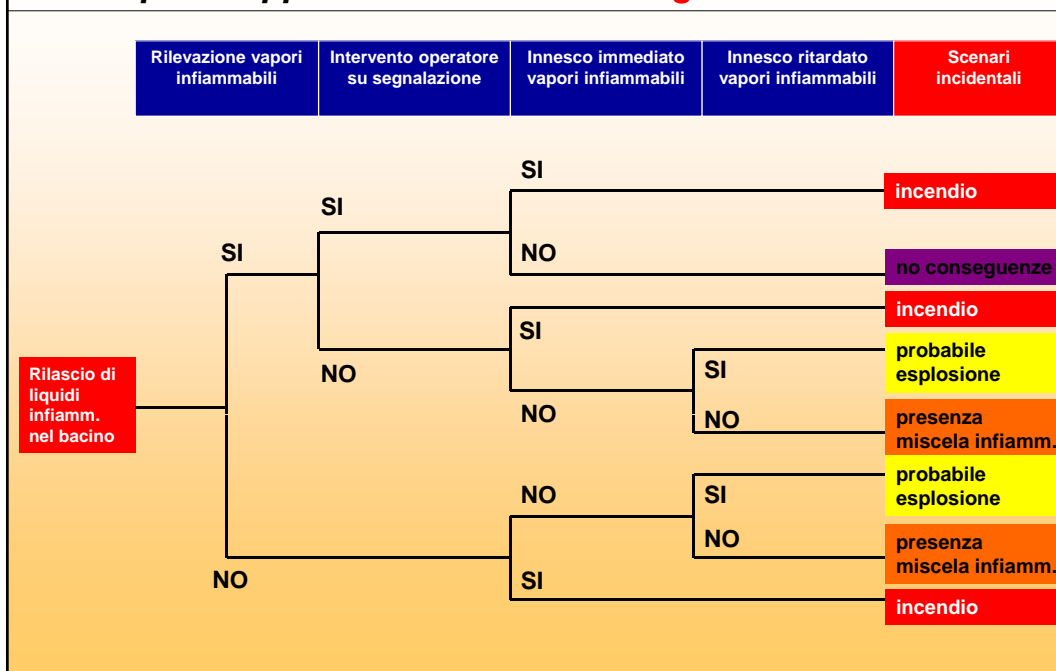 Rilevazione vapori
infiammabili
Intervento operatore
su segnalazione
Innesco immediato
vapori infiammabili
Innesco ritardato
vapori infiammabili
Scenari
incidentali
SI
incendio
SI
SI
NO
no conseguenze
incendio
SI
probabile
esplosione
Rilascio di
liquidi
infiamm.
nel bacino
NO
SI
NO
NO
presenza
miscela infiamm.
probabile
esplosione
NO
SI
NO
presenza
miscela infiamm.
NO
SI
incendio